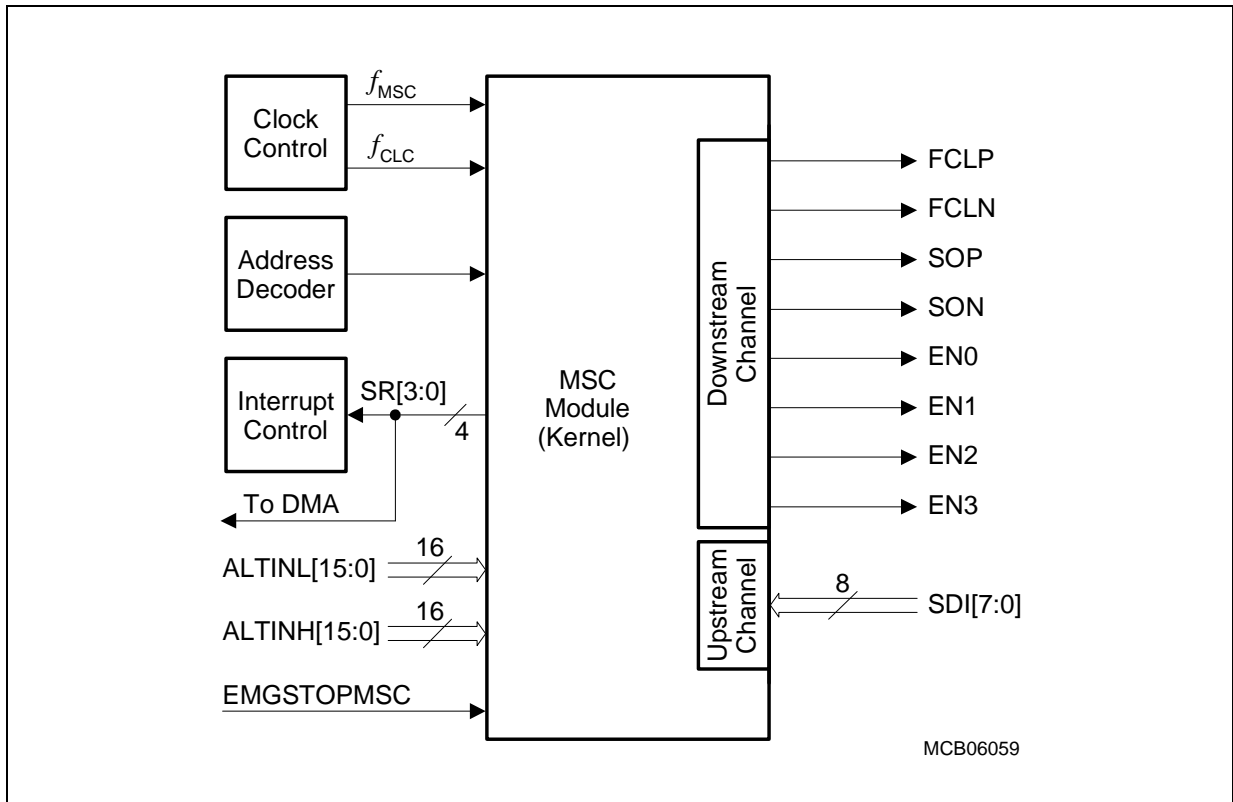 Clock
Control
fMSC
fCLC
Address
Decoder
Interrupt
Control
SR[3:0]
4
To DMA
ALTINL[15:0]
16
ALTINH[15:0]
16
EMGSTOPMSC
MSC
Module
(Kernel)
Downstream
Channel
Upstream
Channel
FCLP
FCLN
SOP
SON
EN0
EN1
EN2
EN3
8
SDI[7:0]
MCB06059